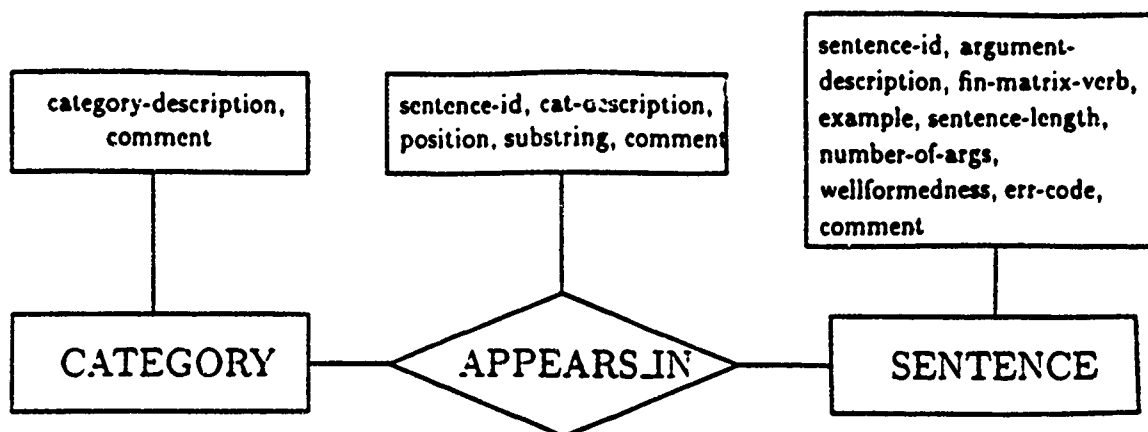 category-description,
comment
sentence-id, cat-description,
position, substring, comment
sentence-id, argument-
description, fin-matrix-verb,
example, sentence-length,
number-of-args,
wellformedness, err-code,
comment
CATEGORY
APPEARS_IN
SENTENCE